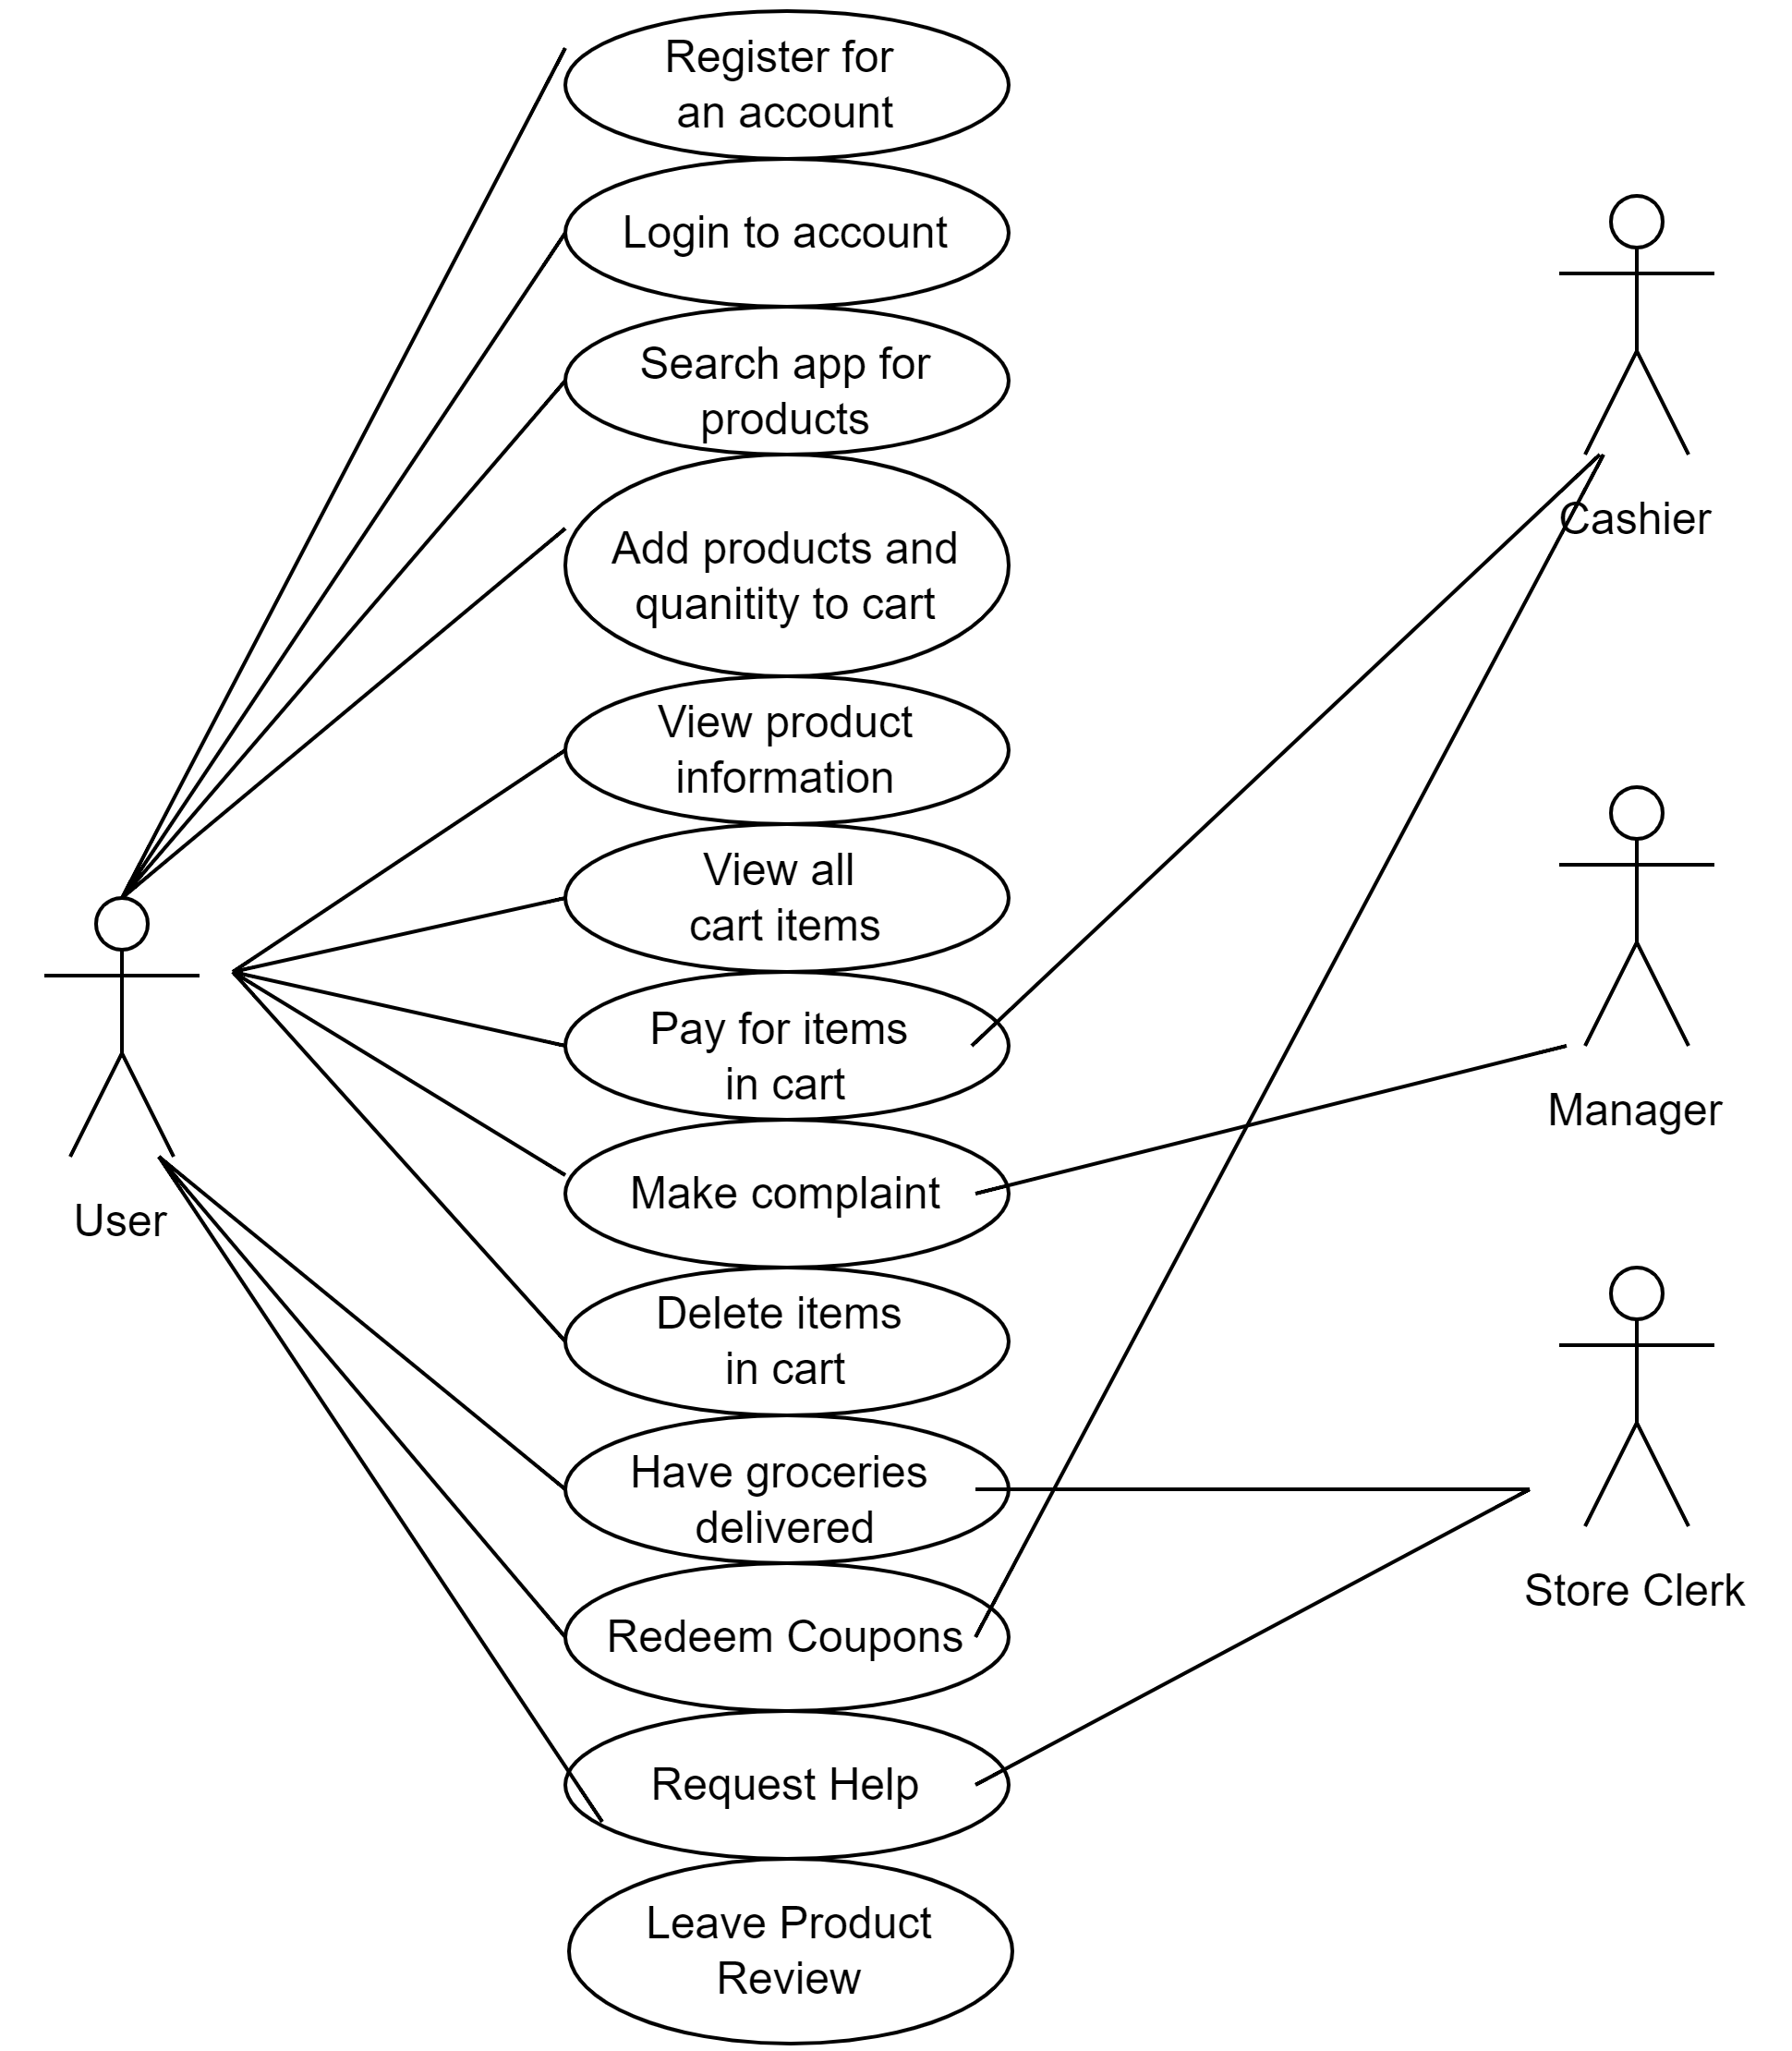 Register for
an account
Login to account
Search app for
products
Add products and
quanitity to cart
View product
information
View all
cart items
Pay for items
in cart
Make complaint
Delete items
in cart
Have groceries
delivered
Redeem Coupons
Request Help
Leave Product
Review
User
Cashier
Manager
Store Clerk